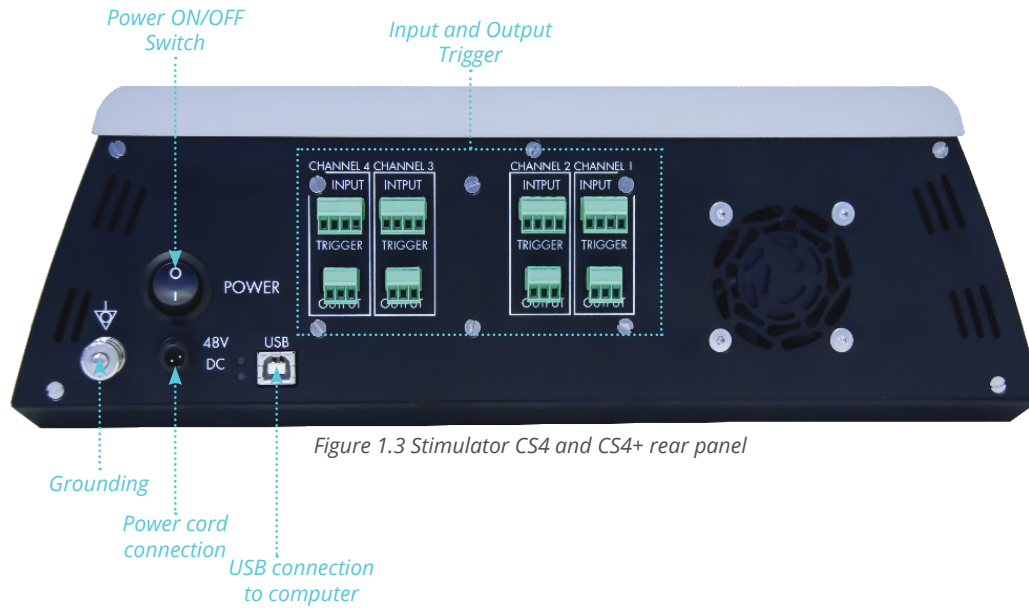 Power ON/OFF
Switch
Input and Output
Trigger
CHANNEL 4
INPUT
TRIGGER
OUTPUT
CHANNEL 3
INTPUT
TRIGGER
OUTPUT
CHANNEL 2
INTPUT
TRIGGER
OUTPUT
CHANNEL 1
INPUT
TRIGGER
OUTPUT
O
I
POWER
48V
DC
USB
Figure 1.3 Stimulator CS4 and CS4+ rear panel
Grounding
Power cord
connection
USB connection
to computer